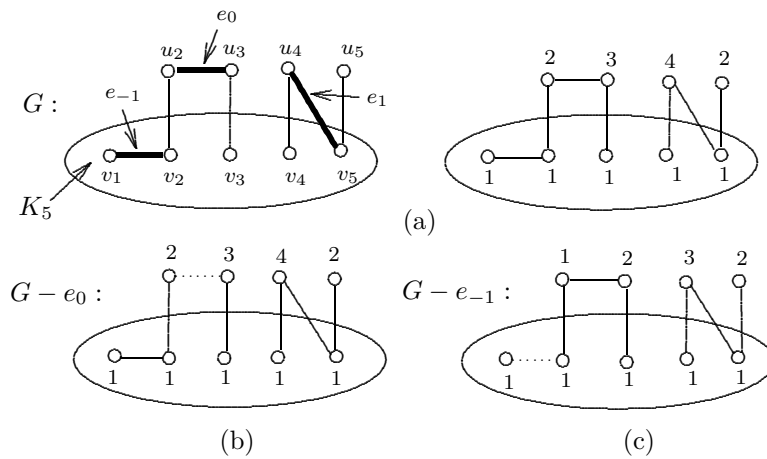 e₀
u₂ u₃ u₄ u₅
2 3 4 2
G :
e₋₁
e₁
v₁ v₂ v₃ v₄ v₅
1 1 1 1 1
K₅
(a)
2 3 4 2
1 2 3 2
G − e₀ :
G − e₋₁ :
1 1 1 1 1
1 1 1 1 1
(b)
(c)